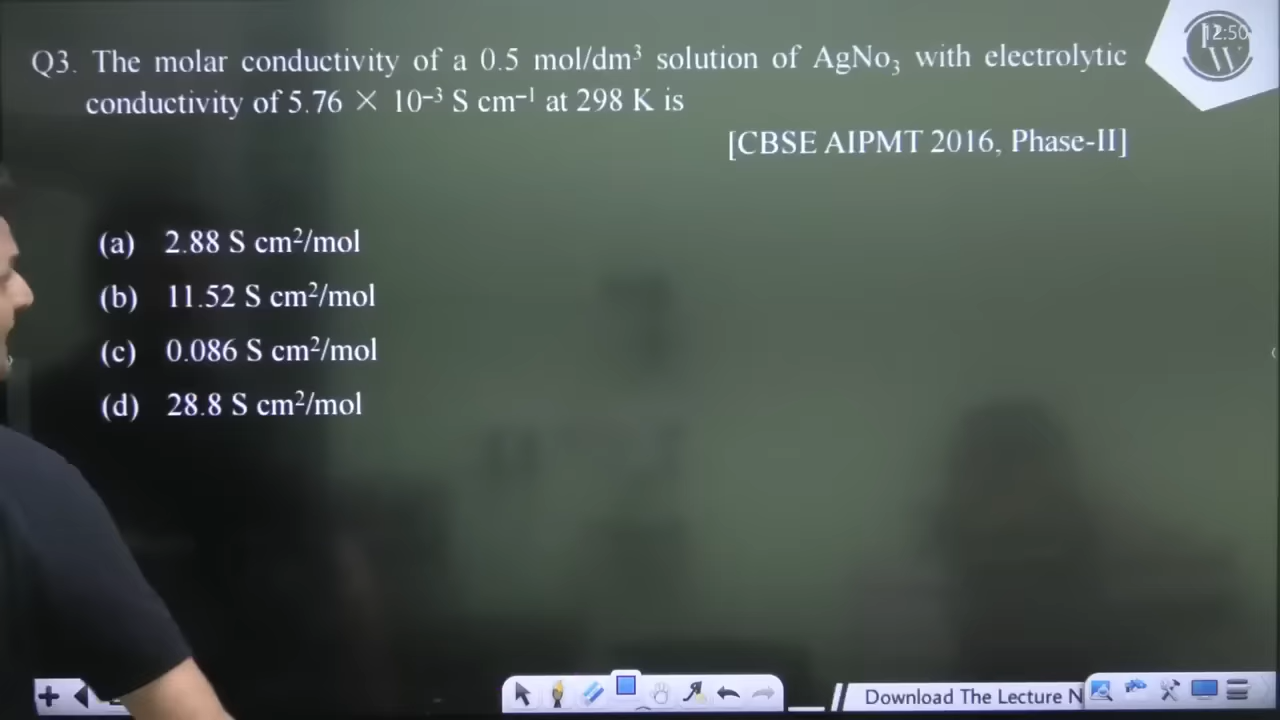 12:50
W
Q3. The molar conductivity of a 0.5 mol/dm³ solution of AgNo₃ with electrolytic
conductivity of 5.76 × 10⁻³ S cm⁻¹ at 298 K is
[CBSE AIPMT 2016, Phase-II]
(a) 2.88 S cm²/mol
(b) 11.52 S cm²/mol
(c) 0.086 S cm²/mol
(d) 28.8 S cm²/mol
Download The Lecture N